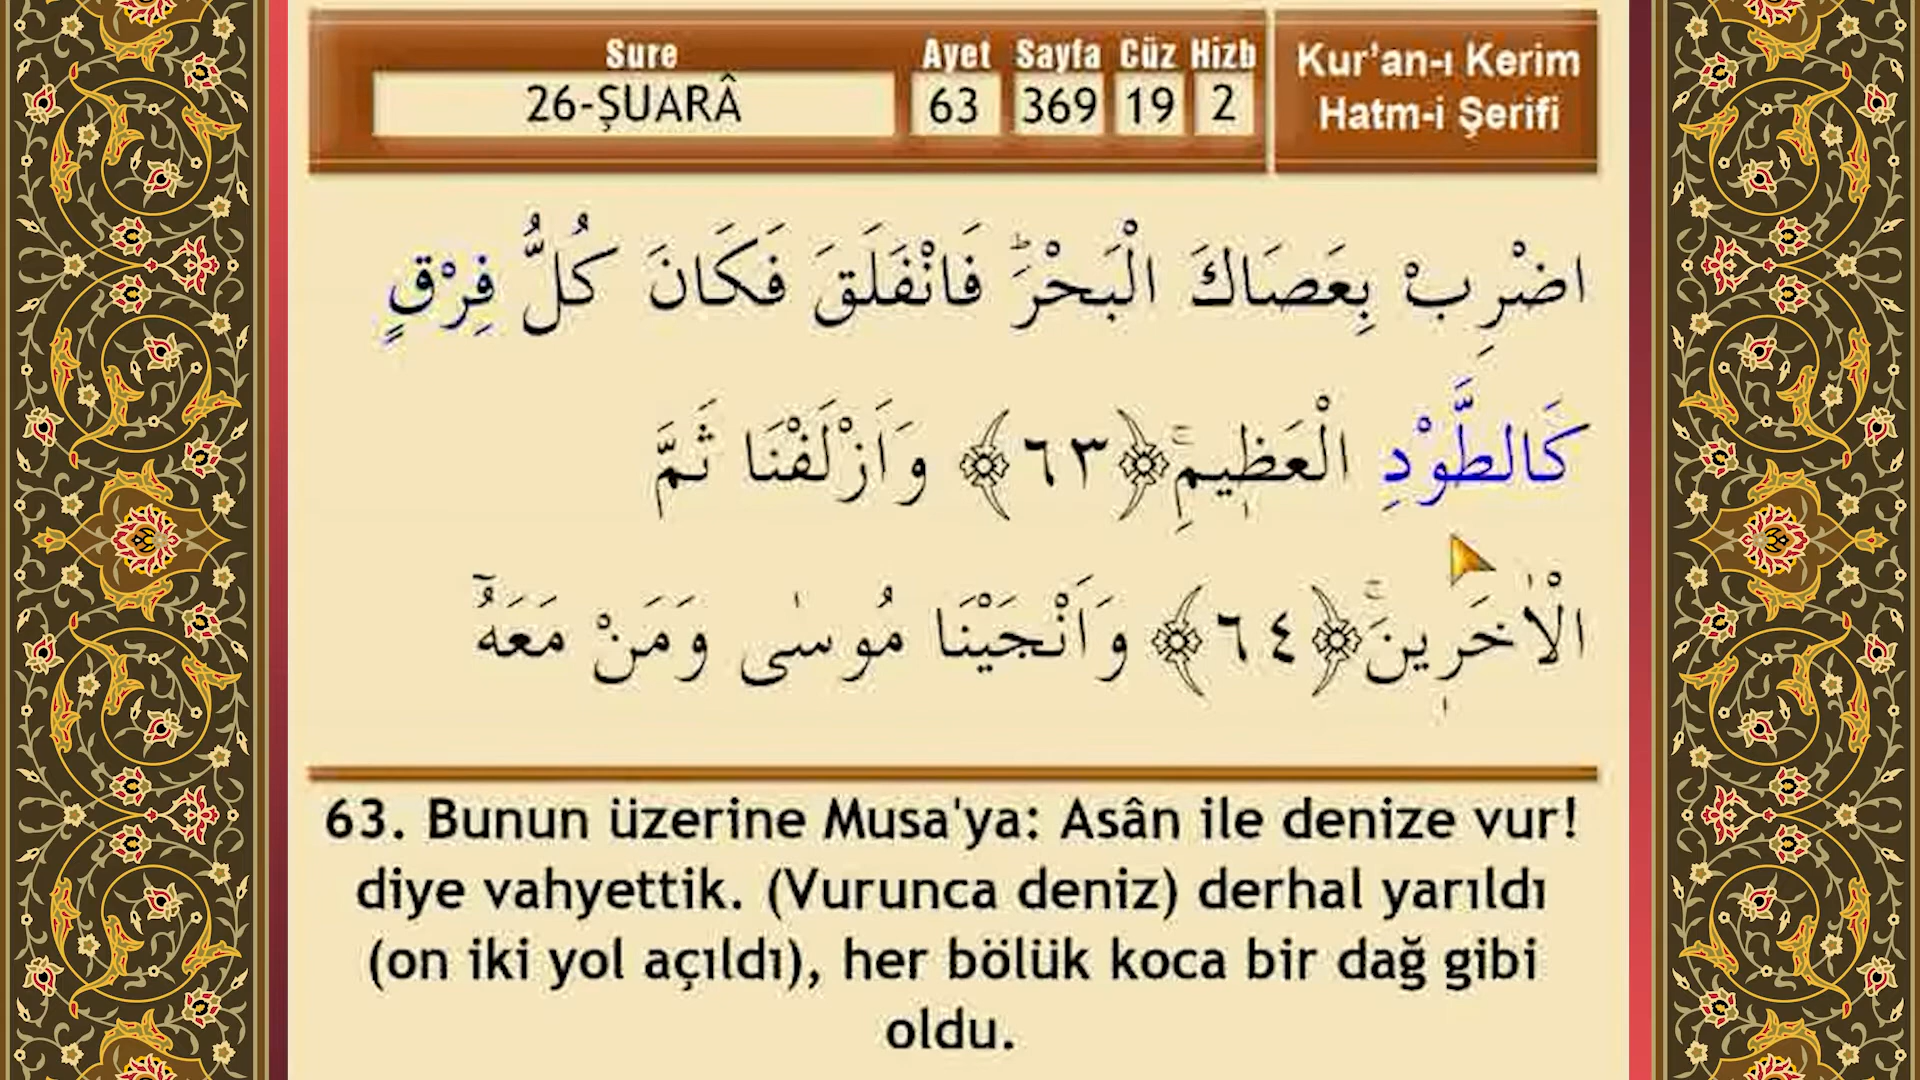 Sure Ayet Sayfa Cüz Hizb
26-ŞUARÂ 63 369 19 2
Kur'an-ı Kerim
Hatm-i Şerifi
اضْرِبْ بِعَصَاكَ الْبَحْرَۜ فَانْفَلَقَ فَكَانَ كُلُّ فِرْقٍ
كَالطَّوْدِ الْعَظ۪يمِۚ ﴿٦٣﴾ وَاَزْلَفْنَا ثَمَّ
الْاٰخَر۪ينَۚ ﴿٦٤﴾ وَاَنْجَيْنَا مُوسٰى وَمَنْ مَعَهُٓ
63. Bunun üzerine Musa'ya: Asân ile denize vur!
diye vahyettik. (Vurunca deniz) derhal yarıldı
(on iki yol açıldı), her bölük koca bir dağ gibi
oldu.